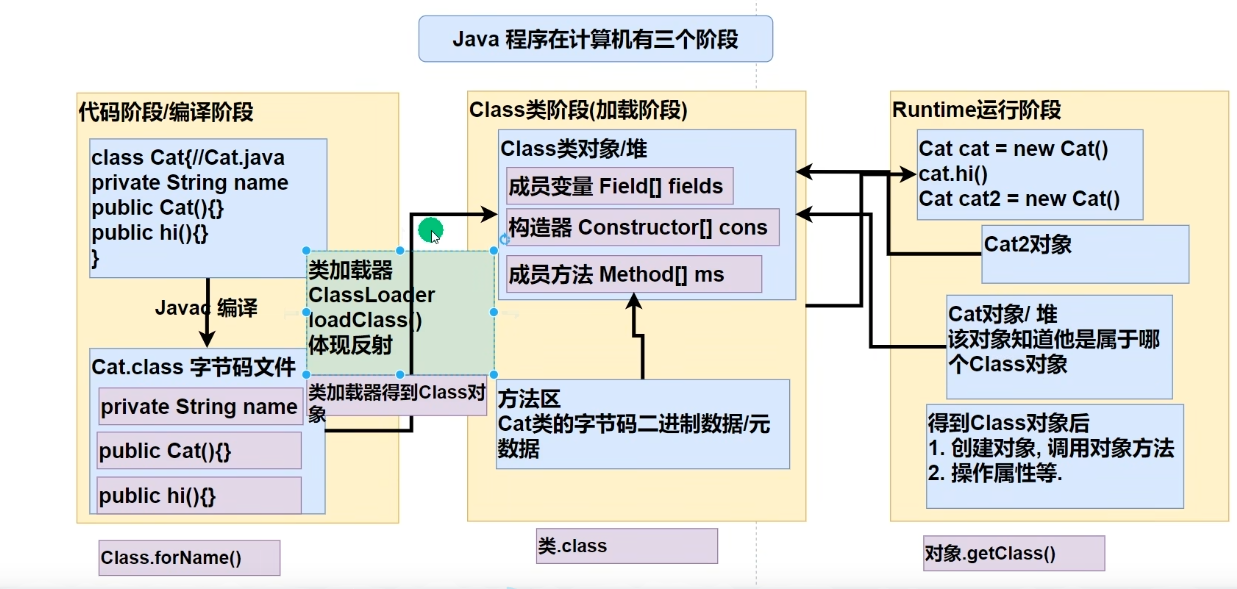 Java 程序在计算机有三个阶段
代码阶段/编译阶段
class Cat{//Cat.java
private String name
public Cat(){}
public hi(){}
}
Javac 编译
Cat.class 字节码文件
private String name
public Cat(){}
public hi(){}
Class.forName()
类加载器
ClassLoader
loadClass()
体现反射
类加载器得到Class对
象
Class类阶段(加载阶段)
Class类对象/堆
成员变量 Field[] fields
构造器 Constructor[] cons
成员方法 Method[] ms
方法区
Cat类的字节码二进制数据/元
数据
类.class
Runtime运行阶段
Cat cat = new Cat()
cat.hi()
Cat cat2 = new Cat()
Cat2对象
Cat对象/ 堆
该对象知道他是属于哪
个Class对象
得到Class对象后
1. 创建对象, 调用对象方法
2. 操作属性等.
对象.getClass()